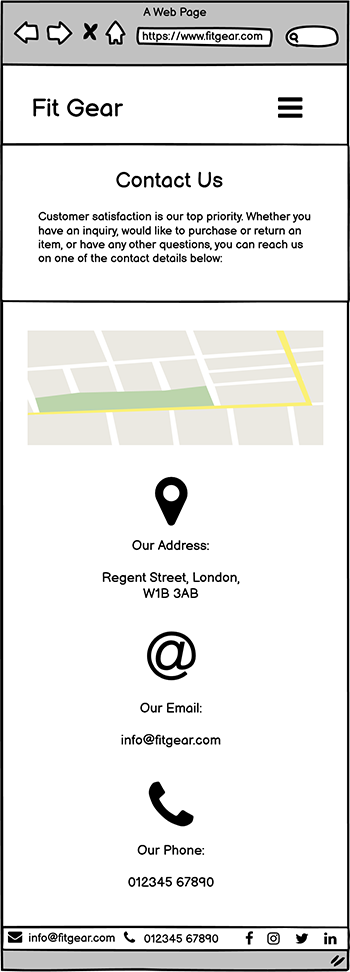 A Web Page
https://www.fitgear.com
Fit Gear
Contact Us
Customer satisfaction is our top priority. Whether you
have an inquiry, would like to purchase or return an
item, or have any other questions, you can reach us
on one of the contact details below:
Our Address:
Regent Street, London,
W1B 3AB
Our Email:
info@fitgear.com
Our Phone:
012345 67890
info@fitgear.com 012345 67890